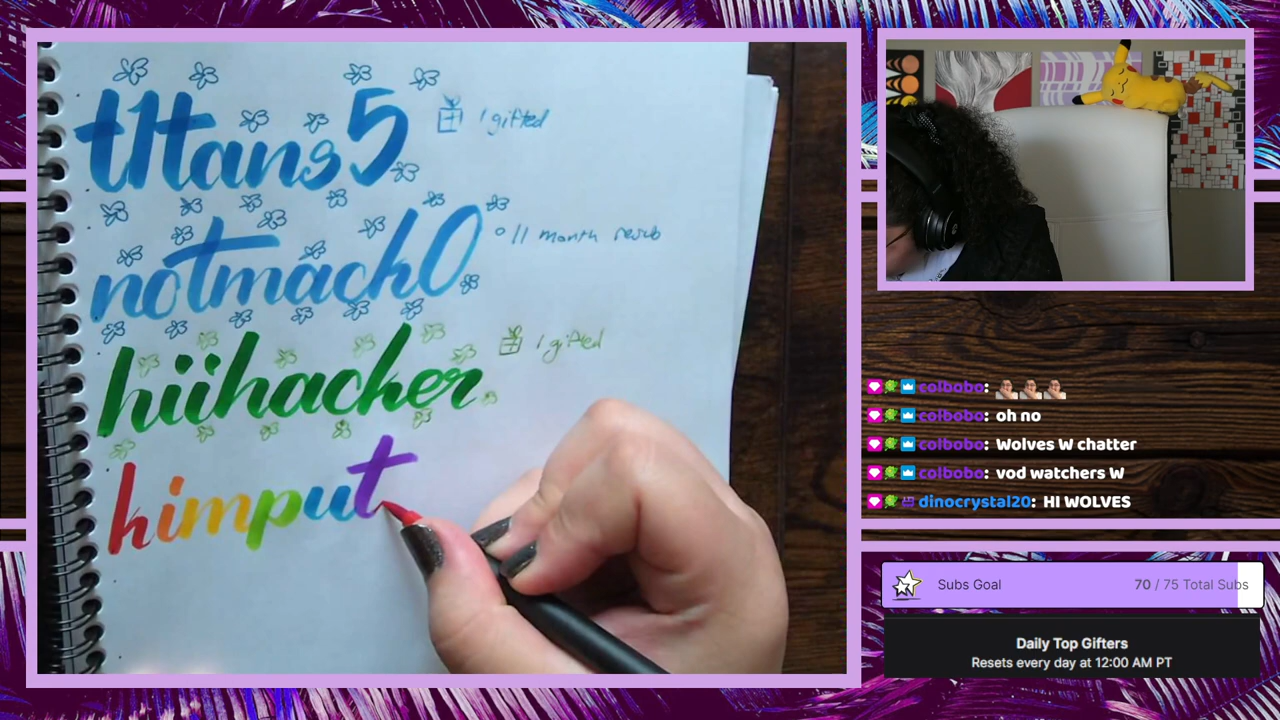 t1tans5
1 gifted
notmack0
11 month resub
hiihacker
1 gifted
himput
colbobo:
colbobo: oh no
colbobo: Wolves W chatter
colbobo: vod watchers W
dinocrystal20: HI WOLVES
Subs Goal 70 / 75 Total Subs
Daily Top Gifters
Resets every day at 12:00 AM PT